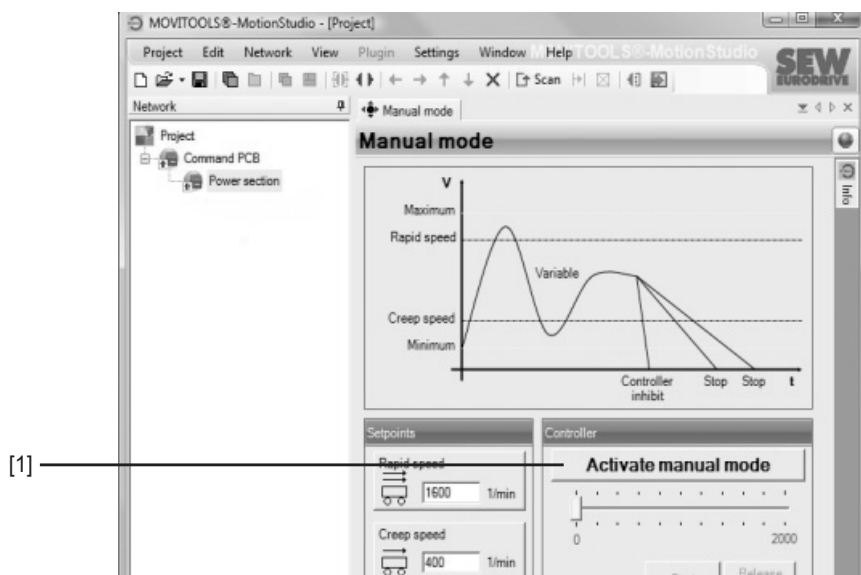 MOVITOOLS®-MotionStudio - [Project]
Project Edit Network View Plugin Settings Window Help
SEW
EURODRIVE
Scan
Network
Manual mode
Project
Command PCB
Power section
Manual mode
Info
V
Maximum
Rapid speed
Variable
Creep speed
Minimum
Controller inhibit
Stop
Stop
t
Setpoints
Controller
[1]
Rapid speed
1600 1/min
Activate manual mode
0 2000
Creep speed
400 1/min
Release